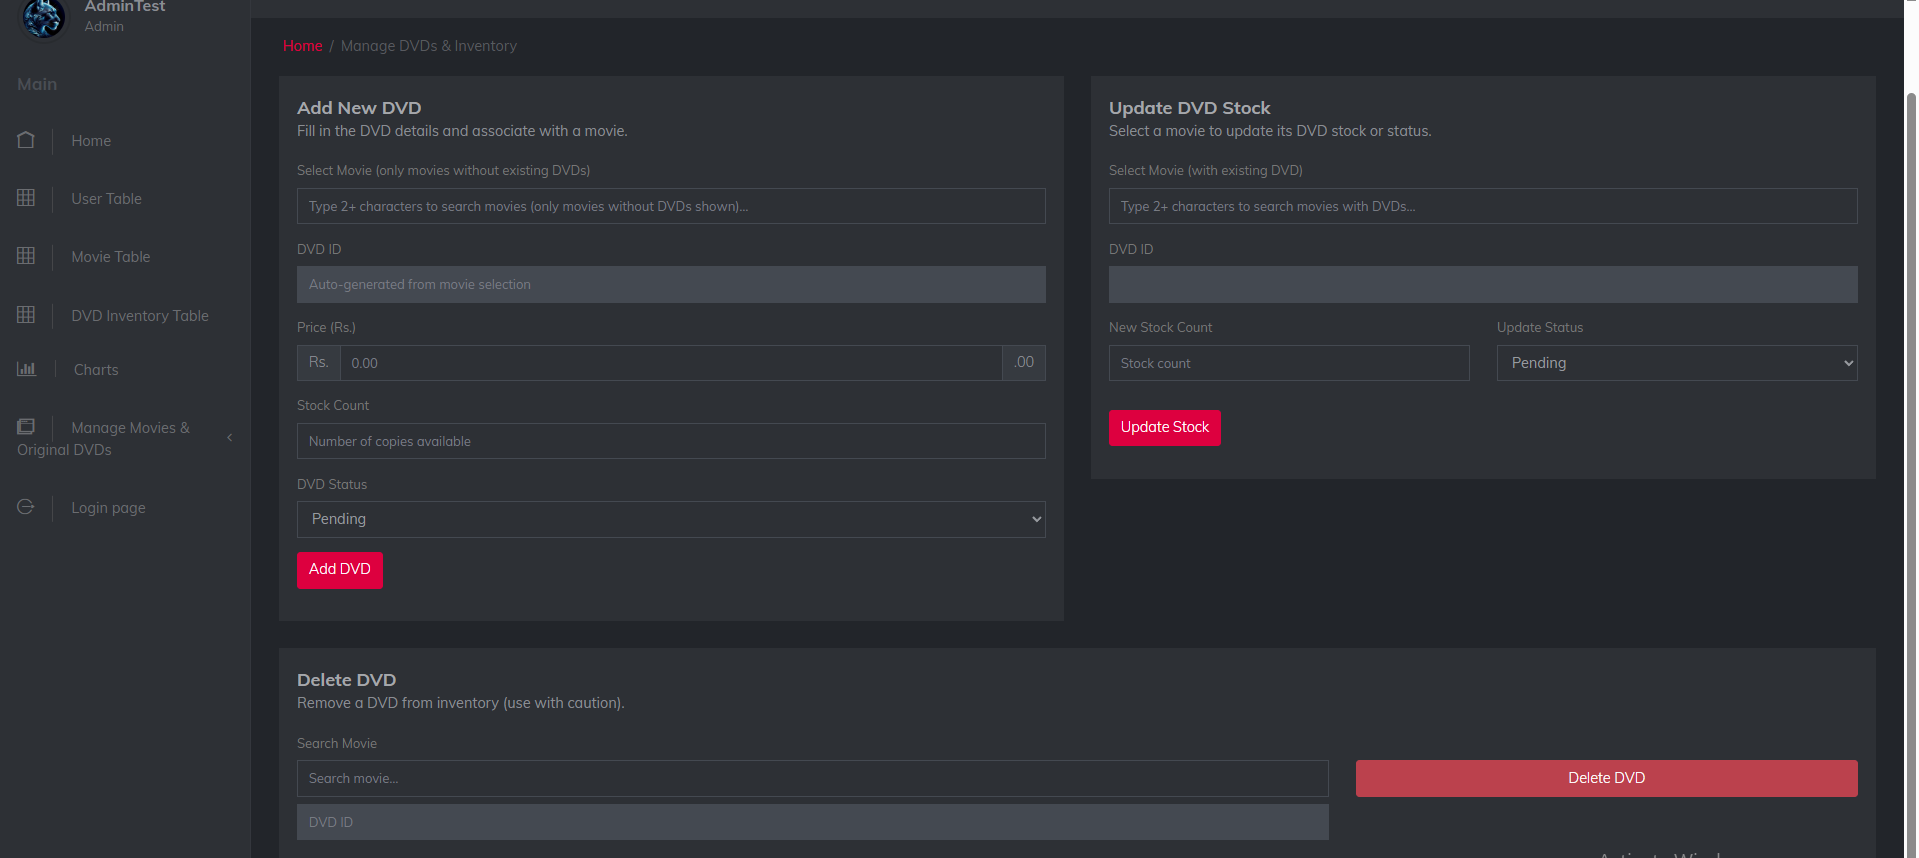 AdminTest
Admin
Main
Home
User Table
Movie Table
DVD Inventory Table
Charts
Manage Movies &
Original DVDs
Login page
Home / Manage DVDs & Inventory
Add New DVD
Fill in the DVD details and associate with a movie.
Select Movie (only movies without existing DVDs)
Type 2+ characters to search movies (only movies without DVDs shown)...
DVD ID
Auto-generated from movie selection
Price (Rs.)
Rs. 0.00 .00
Stock Count
Number of copies available
DVD Status
Pending
Add DVD
Update DVD Stock
Select a movie to update its DVD stock or status.
Select Movie (with existing DVD)
Type 2+ characters to search movies with DVDs...
DVD ID
New Stock Count
Stock count
Update Status
Pending
Update Stock
Delete DVD
Remove a DVD from inventory (use with caution).
Search Movie
Search movie...
DVD ID
Delete DVD